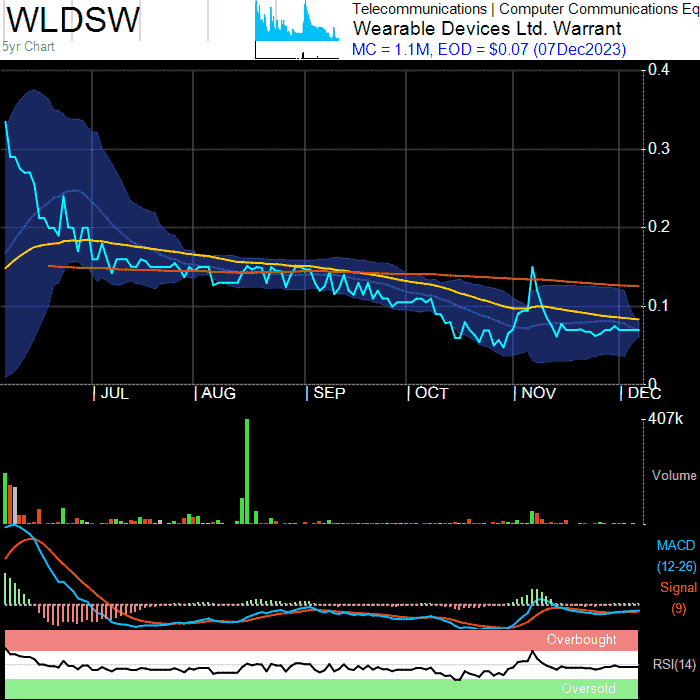 WLDSW
5yr Chart
Telecommunications | Computer Communications Eq
Wearable Devices Ltd. Warrant
MC = 1.1M, EOD = $0.07 (07Dec2023)
0.4
0.3
0.2
0.1
0
| JUL | AUG | SEP | OCT | NOV | DEC
407k
Volume
MACD
(12-26)
Signal
(9)
Overbought
RSI(14)
Oversold